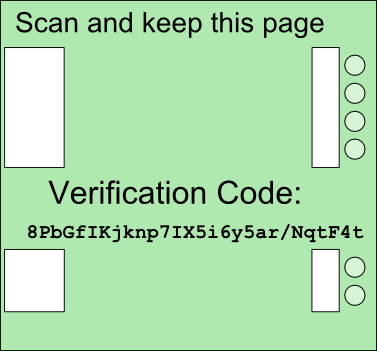 Scan and keep this page
Verification Code:
8PbGfIKjknp7IX5i6y5ar/NqtF4t